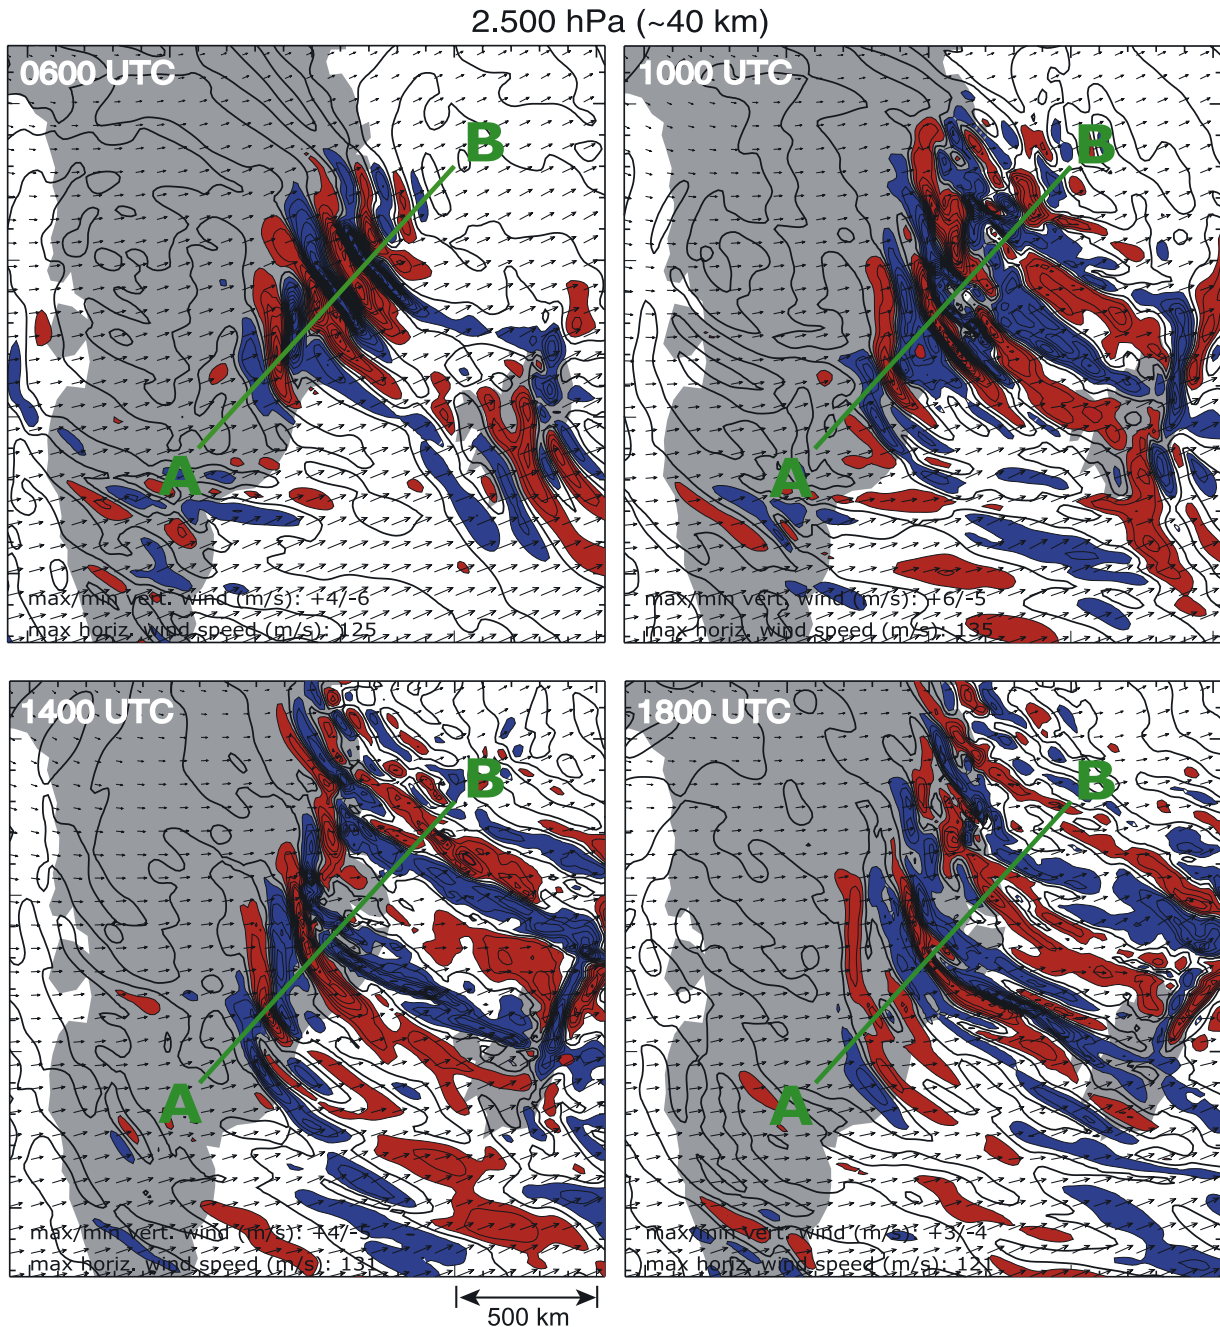 2.500 hPa (~40 km)
0600 UTC
B
A
max/min vert. wind (m/s): +4/-6
max horiz. wind speed (m/s): 125
1000 UTC
B
A
max/min vert. wind (m/s): +6/-5
max horiz. wind speed (m/s): 135
1400 UTC
B
A
max/min vert. wind (m/s): +4/-5
max horiz. wind speed (m/s): 131
1800 UTC
B
A
max/min vert. wind (m/s): +3/-4
max horiz. wind speed (m/s): 121
500 km